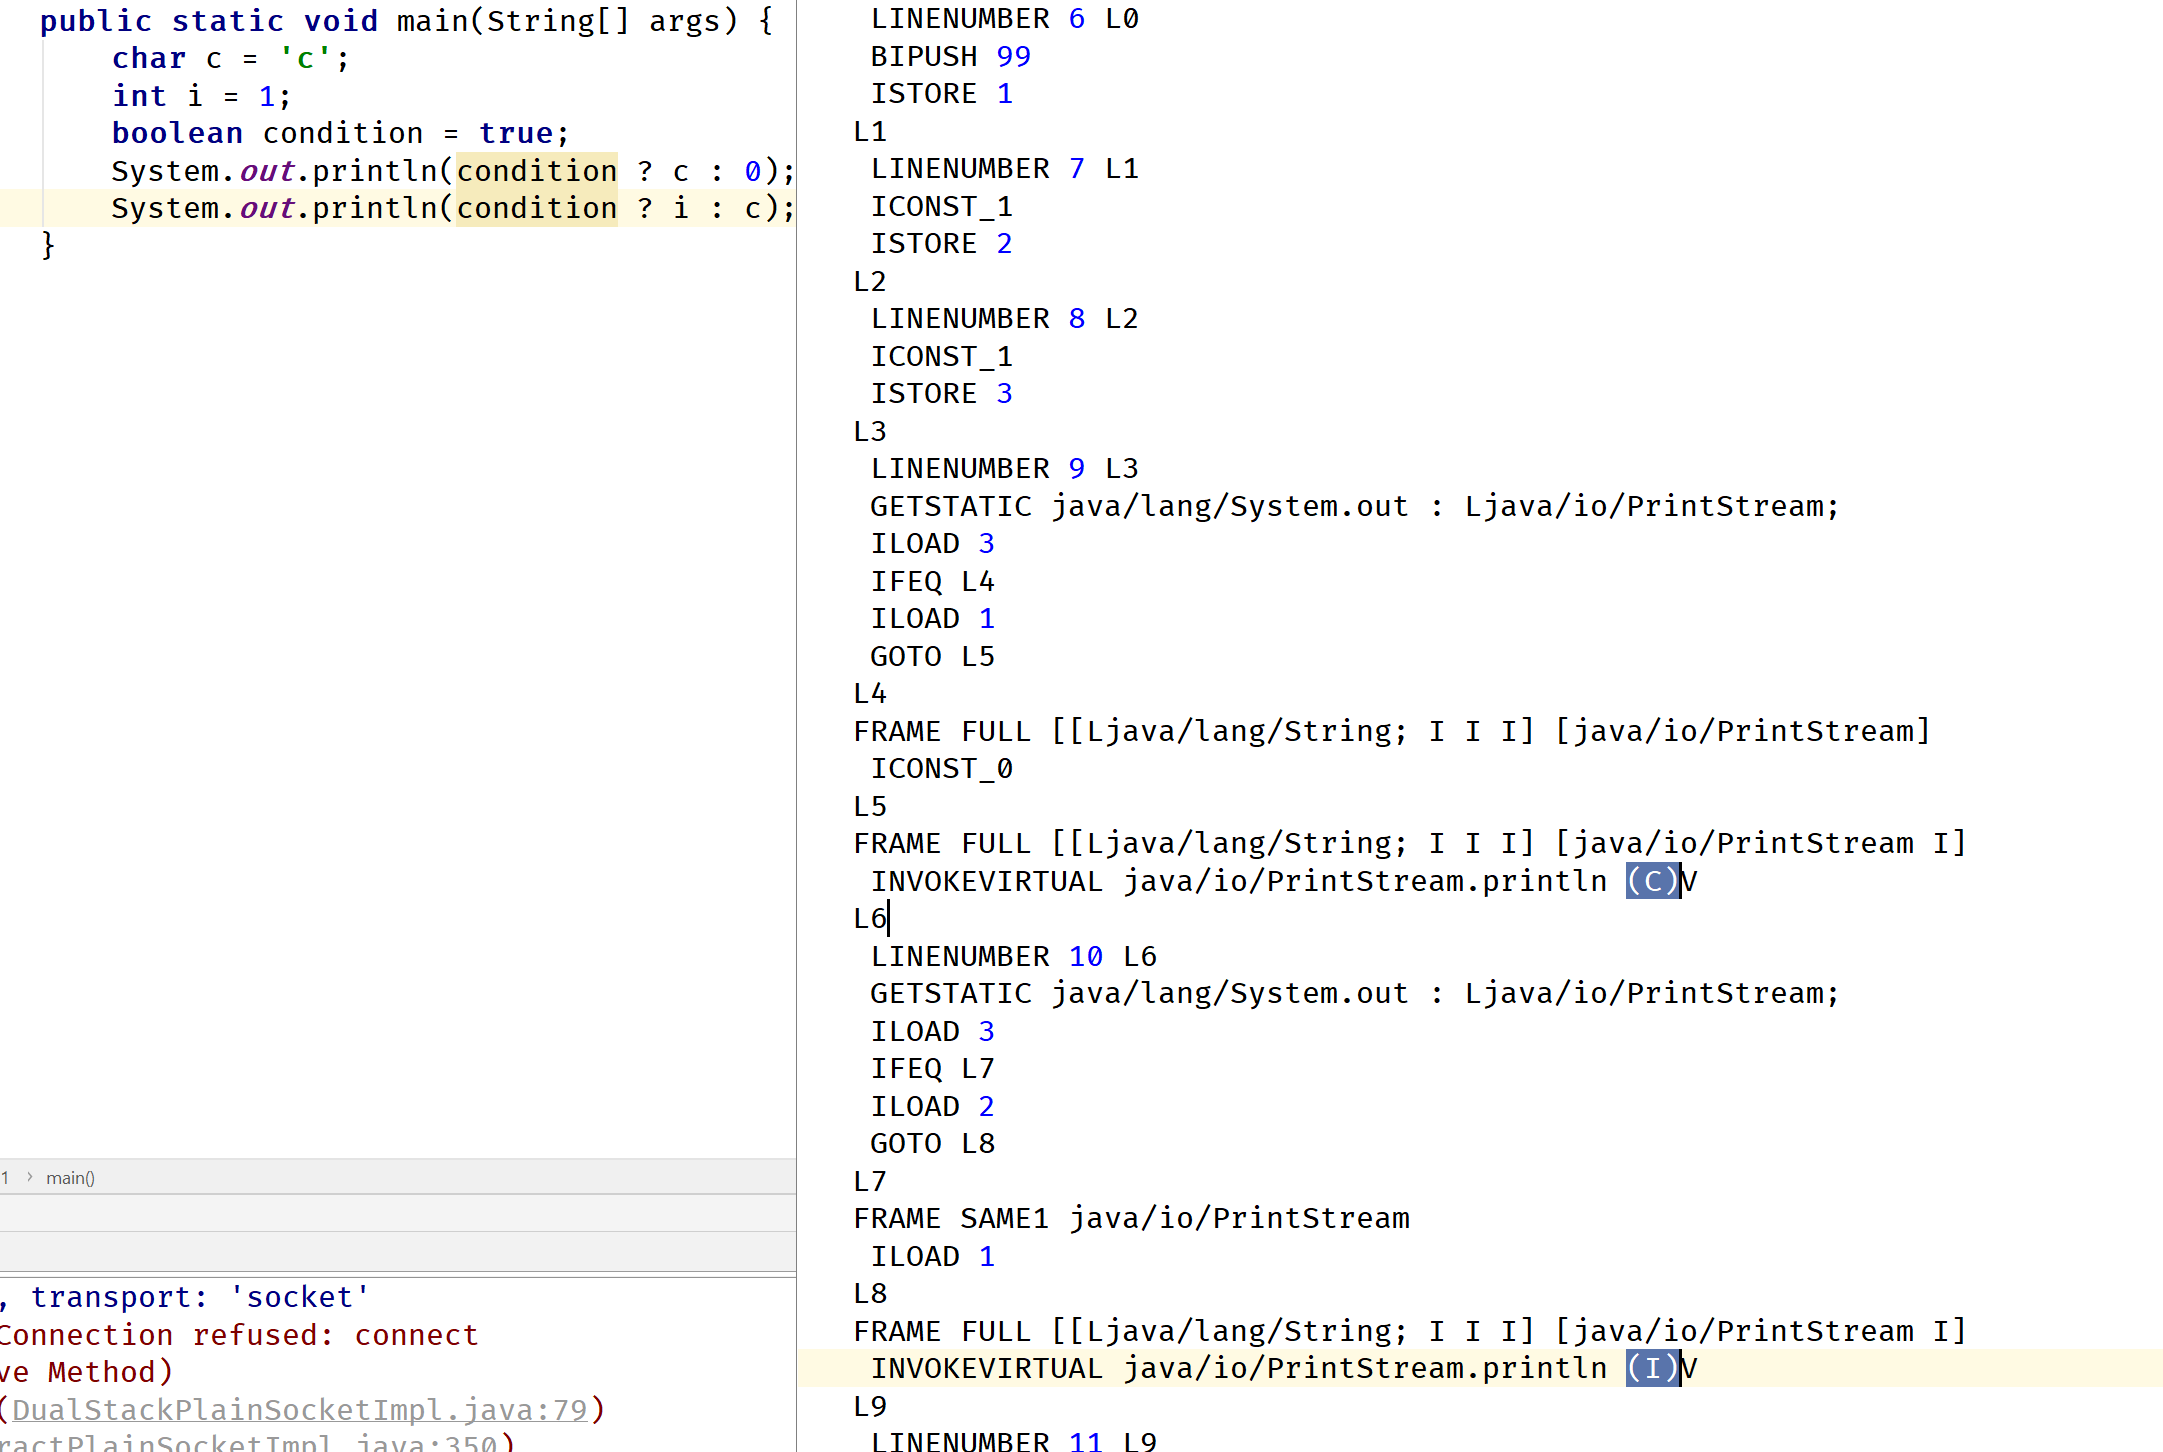 public static void main(String[] args) {
char c = 'c';
int i = 1;
boolean condition = true;
System.out.println(condition ? c : 0);
System.out.println(condition ? i : c);
}
1 › main()
, transport: 'socket'
Connection refused: connect
ve Method)
(DualStackPlainSocketImpl.java:79)
ractPlainSocketImpl.java:350)
LINENUMBER 6 L0
BIPUSH 99
ISTORE 1
L1
LINENUMBER 7 L1
ICONST_1
ISTORE 2
L2
LINENUMBER 8 L2
ICONST_1
ISTORE 3
L3
LINENUMBER 9 L3
GETSTATIC java/lang/System.out : Ljava/io/PrintStream;
ILOAD 3
IFEQ L4
ILOAD 1
GOTO L5
L4
FRAME FULL [[Ljava/lang/String; I I I] [java/io/PrintStream]
ICONST_0
L5
FRAME FULL [[Ljava/lang/String; I I I] [java/io/PrintStream I]
INVOKEVIRTUAL java/io/PrintStream.println (C)V
L6
LINENUMBER 10 L6
GETSTATIC java/lang/System.out : Ljava/io/PrintStream;
ILOAD 3
IFEQ L7
ILOAD 2
GOTO L8
L7
FRAME SAME1 java/io/PrintStream
ILOAD 1
L8
FRAME FULL [[Ljava/lang/String; I I I] [java/io/PrintStream I]
INVOKEVIRTUAL java/io/PrintStream.println (I)V
L9
LINENUMBER 11 L9